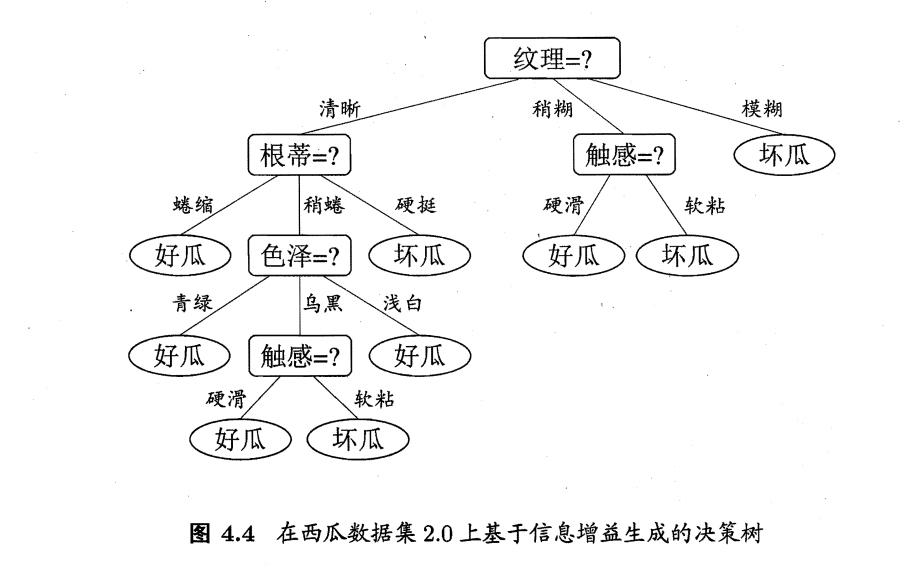 纹理=?
清晰 稍糊 模糊
根蒂=? 触感=? 坏瓜
蜷缩 稍蜷 硬挺 硬滑 软粘
好瓜 色泽=? 坏瓜 好瓜 坏瓜
青绿 乌黑 浅白
好瓜 触感=? 好瓜
硬滑 软粘
好瓜 坏瓜
图 4.4 在西瓜数据集 2.0 上基于信息增益生成的决策树